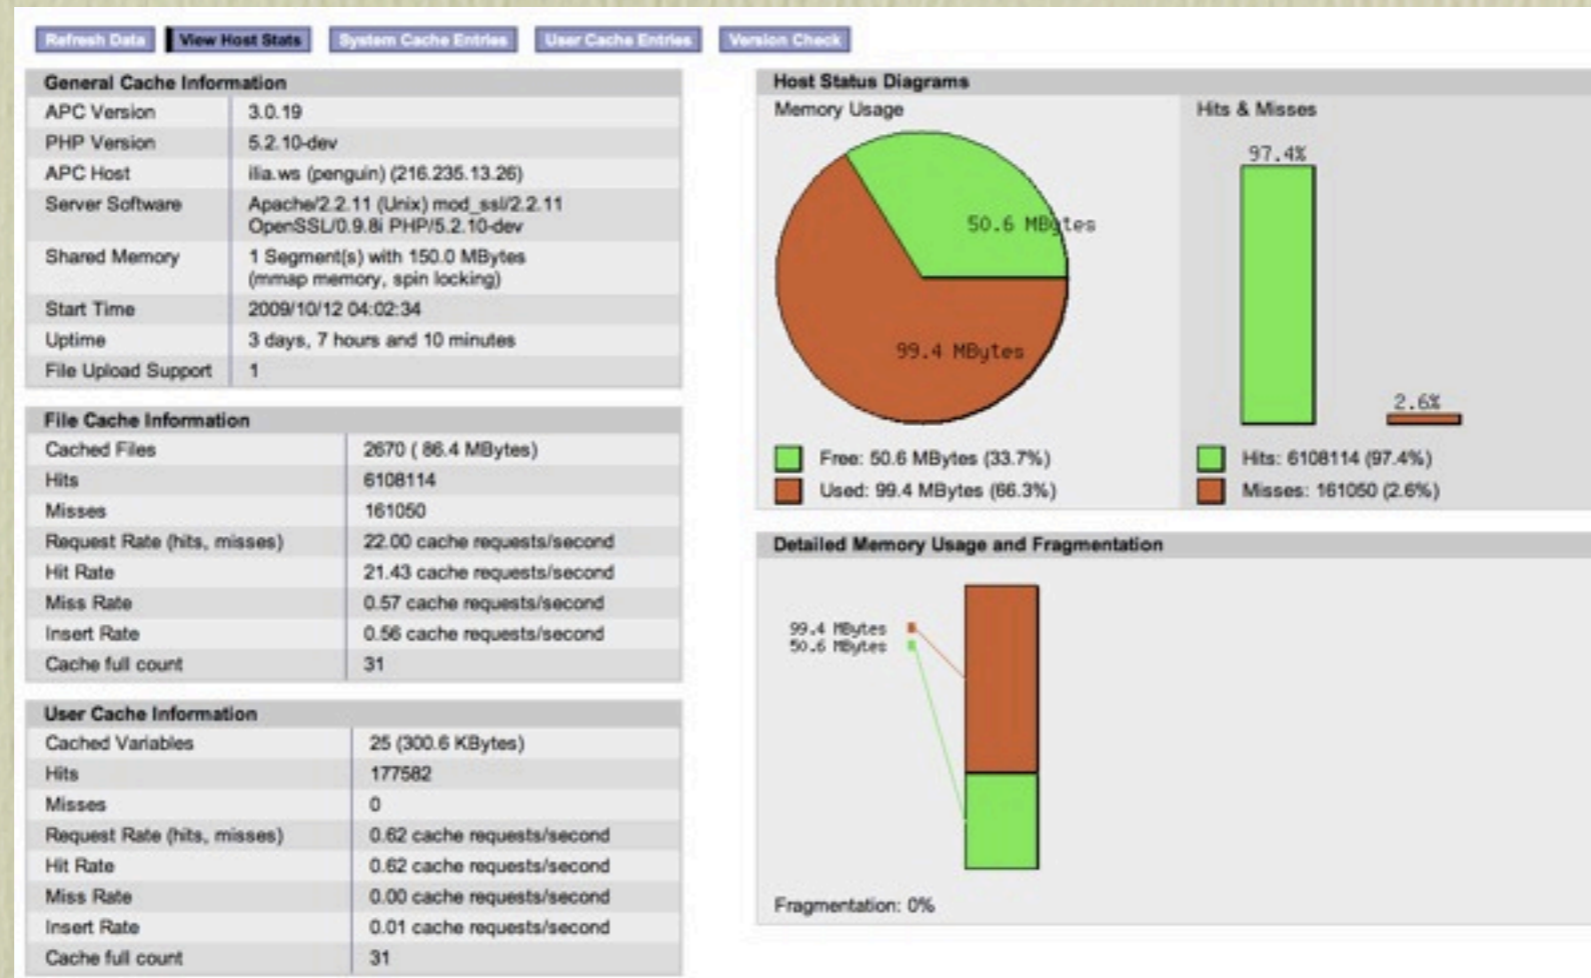 Refresh Data View Host Stats System Cache Entries User Cache Entries Version Check
General Cache Information
APC Version 3.0.19
PHP Version 5.2.10-dev
APC Host ilia.ws (penguin) (216.235.13.26)
Server Software Apache/2.2.11 (Unix) mod_ssl/2.2.11
OpenSSL/0.9.8i PHP/5.2.10-dev
Shared Memory 1 Segment(s) with 150.0 MBytes
(mmap memory, spin locking)
Start Time 2009/10/12 04:02:34
Uptime 3 days, 7 hours and 10 minutes
File Upload Support 1
File Cache Information
Cached Files 2670 ( 86.4 MBytes)
Hits 6108114
Misses 161050
Request Rate (hits, misses) 22.00 cache requests/second
Hit Rate 21.43 cache requests/second
Miss Rate 0.57 cache requests/second
Insert Rate 0.56 cache requests/second
Cache full count 31
User Cache Information
Cached Variables 25 (300.6 KBytes)
Hits 177582
Misses 0
Request Rate (hits, misses) 0.62 cache requests/second
Hit Rate 0.62 cache requests/second
Miss Rate 0.00 cache requests/second
Insert Rate 0.01 cache requests/second
Cache full count 31
Host Status Diagrams
Memory Usage Hits & Misses
97.4%
50.6 MBytes
99.4 MBytes
2.6%
Free: 50.6 MBytes (33.7%) Hits: 6108114 (97.4%)
Used: 99.4 MBytes (66.3%) Misses: 161050 (2.6%)
Detailed Memory Usage and Fragmentation
99.4 MBytes
50.6 MBytes
Fragmentation: 0%